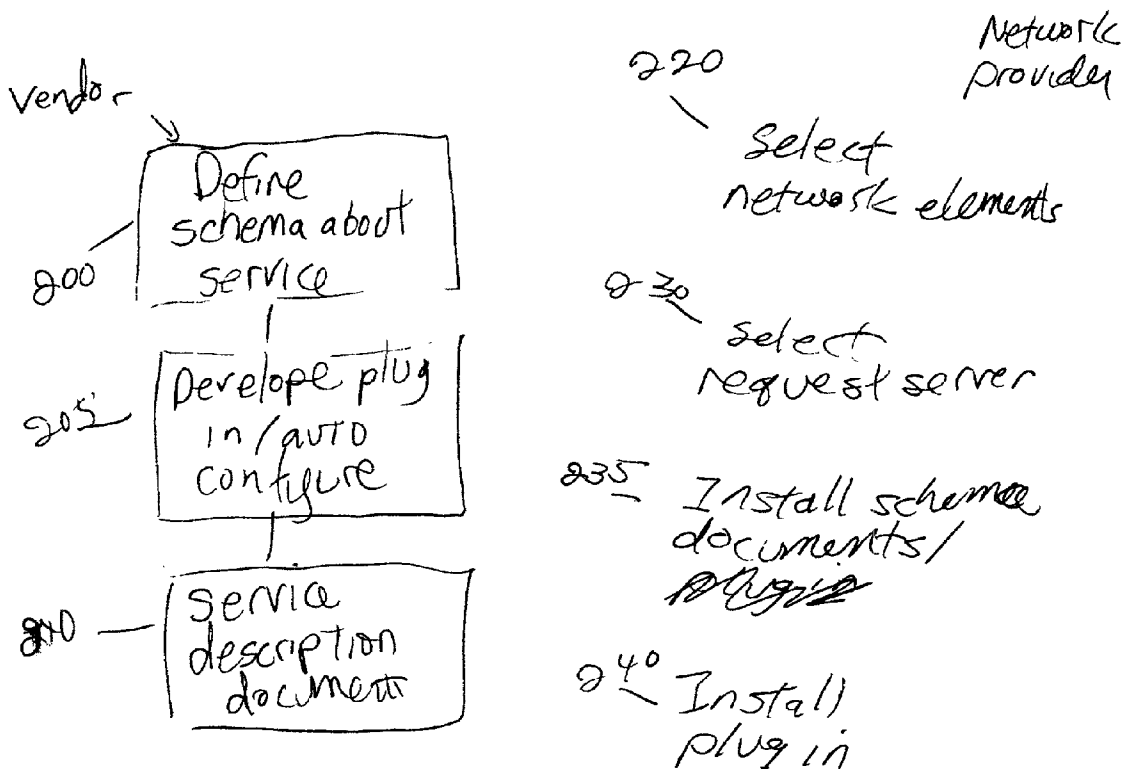 Vendor
Define
schema about
service
200
Develope plug
in/auto
configure
205
service
description
document
210
Network
provider
220
select
network elements
230
select
request server
235
Install schema
documents/
240
Install
plug in